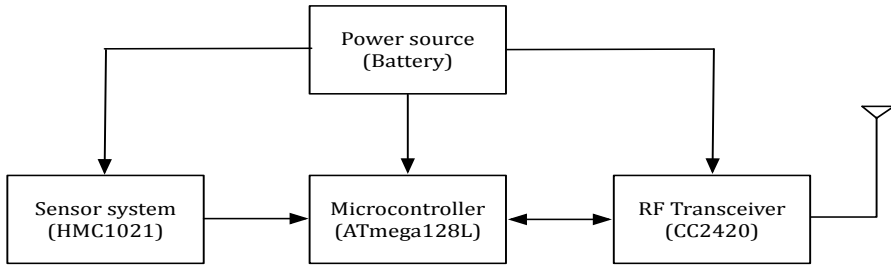 Power source
(Battery)
Sensor system
(HMC1021)
Microcontroller
(ATmega128L)
RF Transceiver
(CC2420)